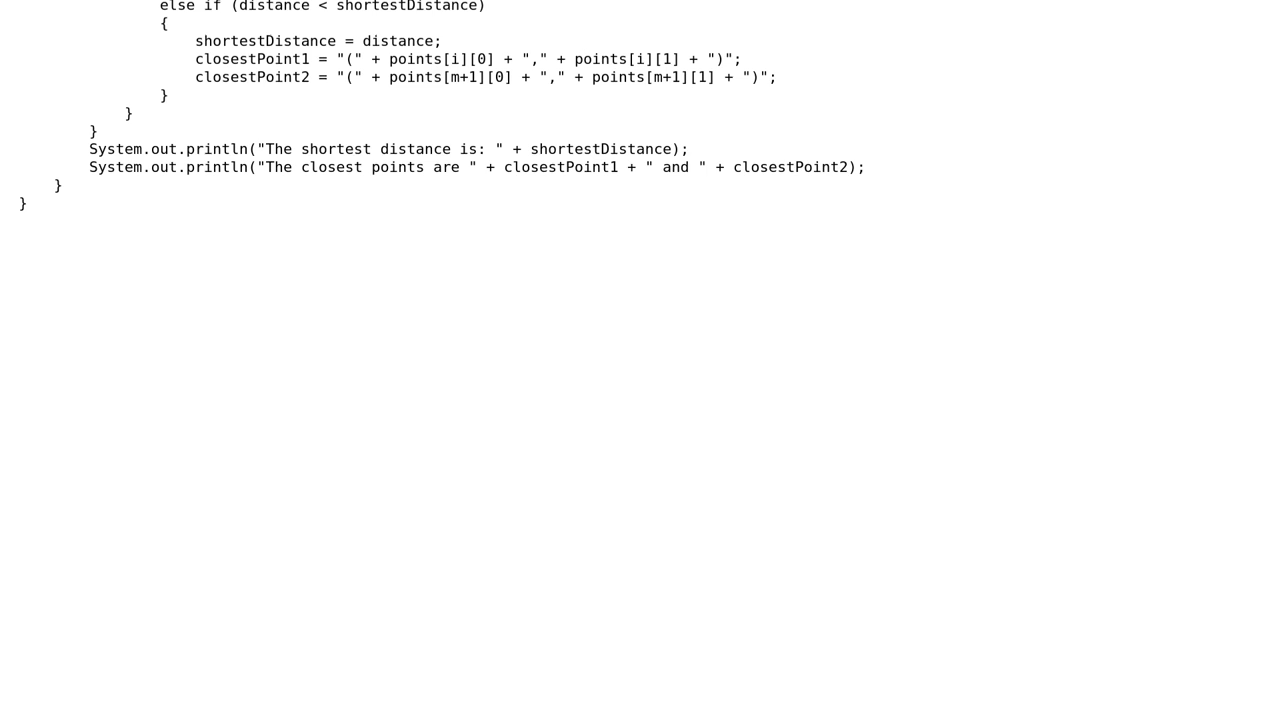 else if (distance < shortestDistance)
{
shortestDistance = distance;
closestPoint1 = "(" + points[i][0] + "," + points[i][1] + ")";
closestPoint2 = "(" + points[m+1][0] + "," + points[m+1][1] + ")";
}
}
}
System.out.println("The shortest distance is: " + shortestDistance);
System.out.println("The closest points are " + closestPoint1 + " and " + closestPoint2);
}
}